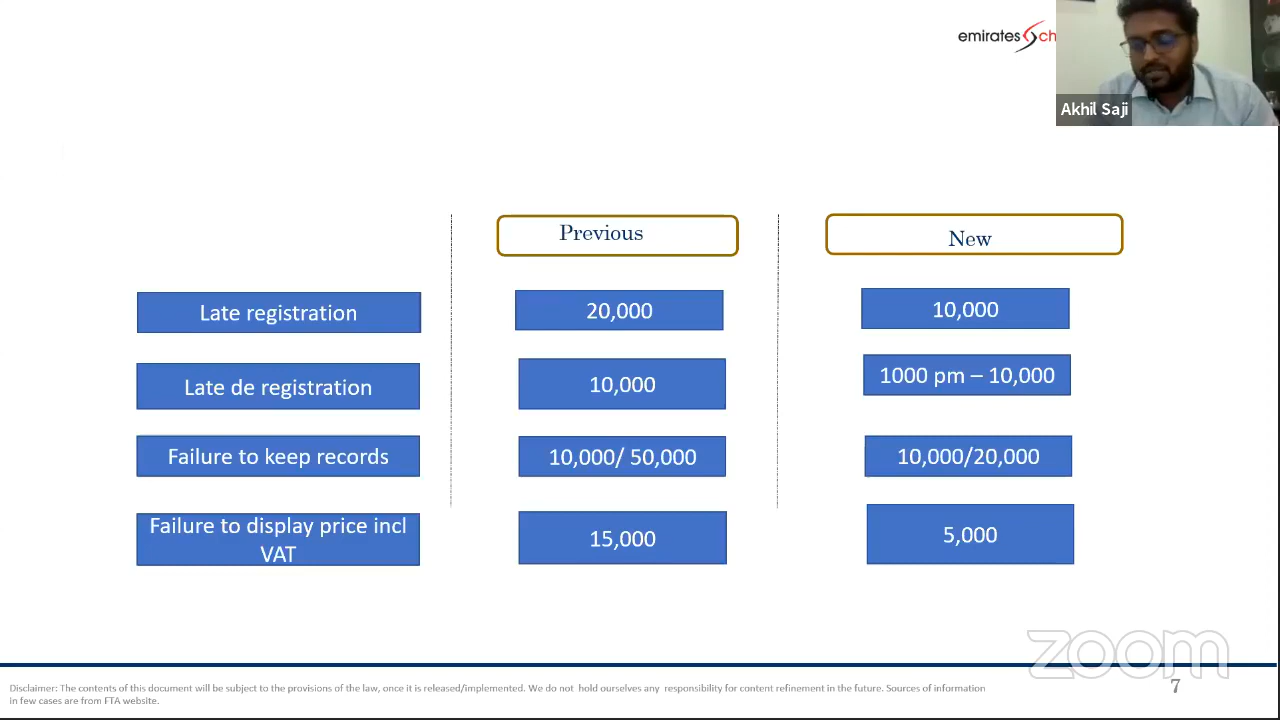 emirates ch
Akhil Saji
Previous
New
Late registration
20,000
10,000
Late de registration
10,000
1000 pm – 10,000
Failure to keep records
10,000/ 50,000
10,000/20,000
Failure to display price incl
VAT
15,000
5,000
zoom
Disclaimer: The contents of this document will be subject to the provisions of the law, once it is released/implemented. We do not hold ourselves any responsibility for content refinement in the future. Sources of information
in few cases are from FTA website.
7